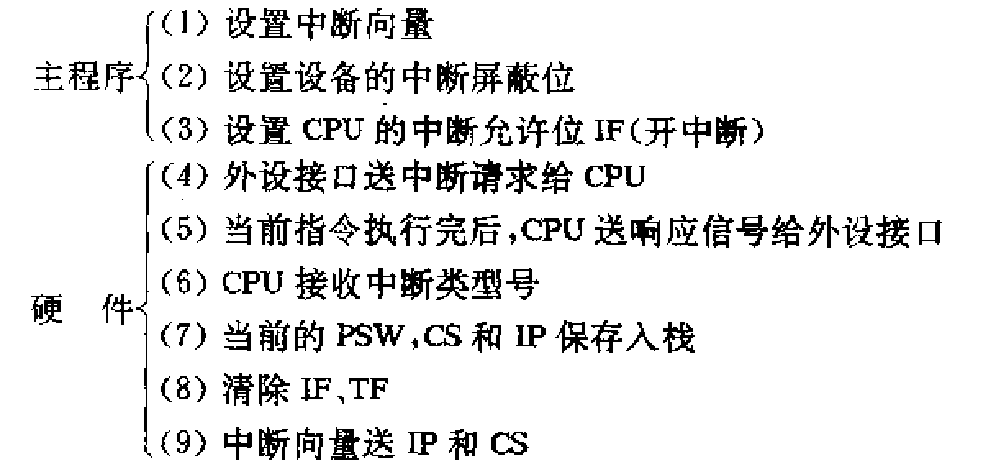 主程序
(1) 设置中断向量
(2) 设置设备的中断屏蔽位
(3) 设置 CPU 的中断允许位 IF(开中断)
硬 件
(4) 外设接口送中断请求给 CPU
(5) 当前指令执行完后,CPU 送响应信号给外设接口
(6) CPU 接收中断类型号
(7) 当前的 PSW,CS 和 IP 保存入栈
(8) 清除 IF、TF
(9) 中断向量送 IP 和 CS